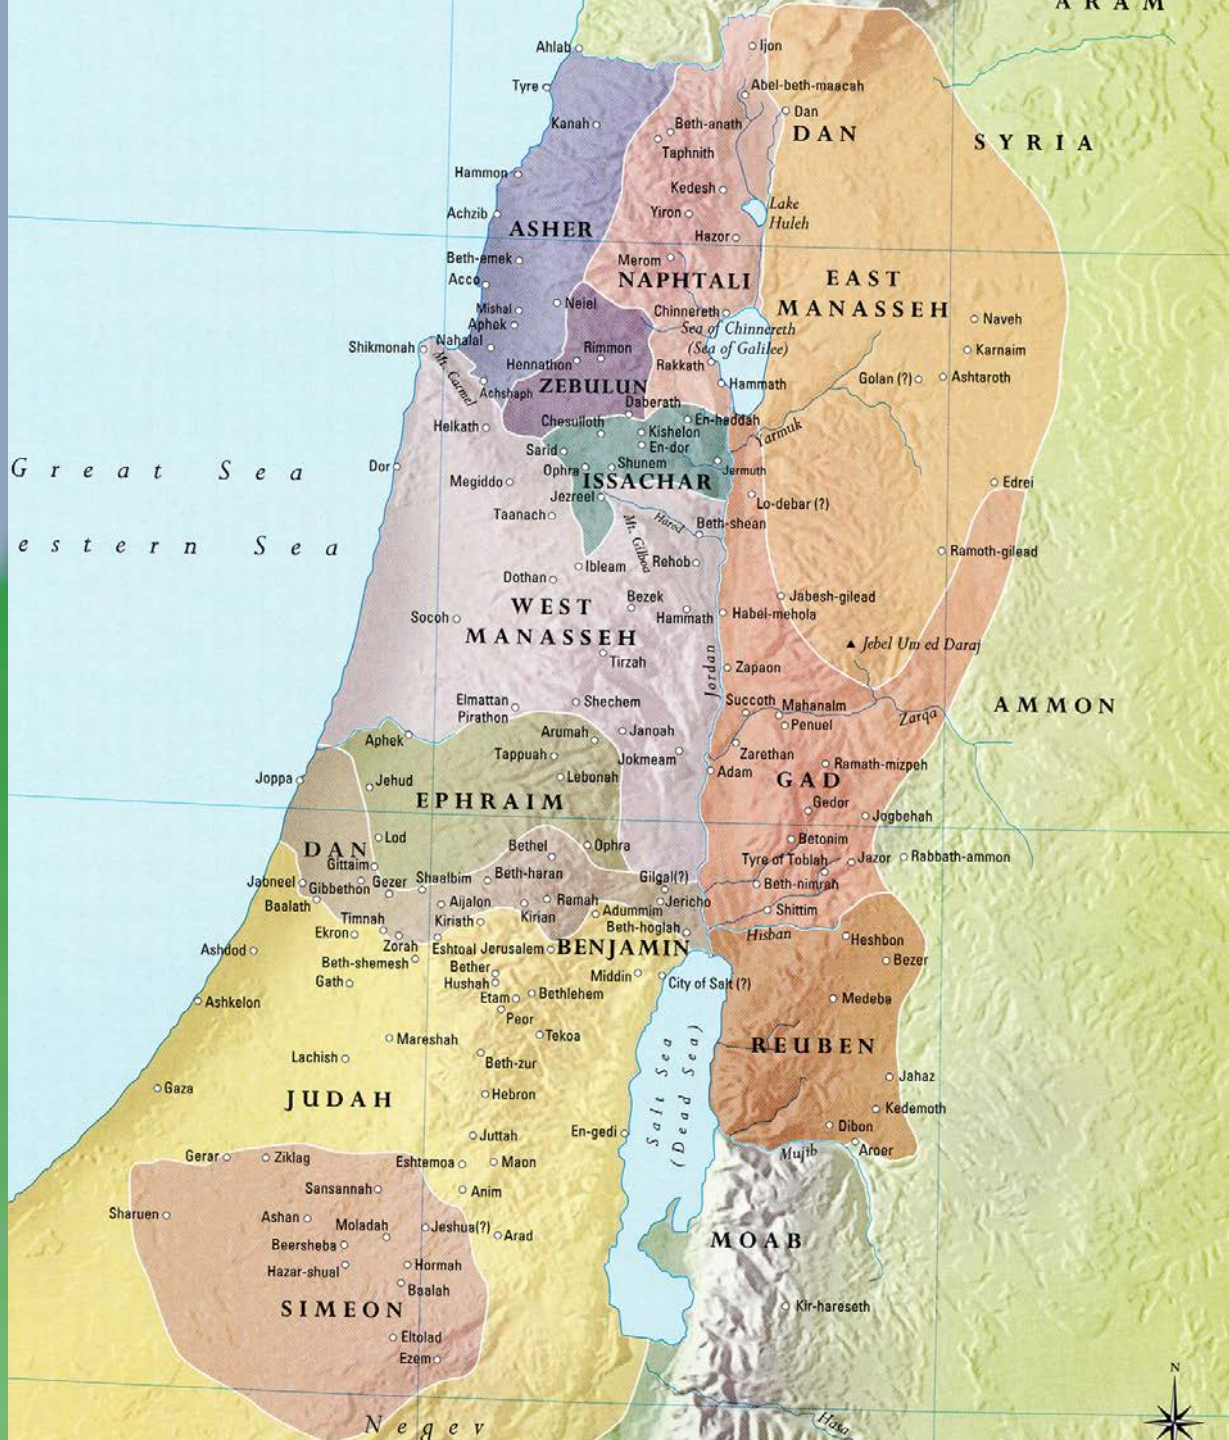 ARAM
Ahlab
Ijon
Tyre
Abel-beth-maacah
Dan
Kanah
Beth-anath
DAN
SYRIA
Taphnith
Hammon
Kedesh
Lake
Huleh
Achzib
Yiron
ASHER
Hazor
Beth-emek
Merom
Acco
NAPHTALI
EAST
MANASSEH
Neiel
Mishal
Chinnereth
Aphek
Sea of Chinnereth
(Sea of Galilee)
Naveh
Nahalal
Shikmonah
Rimmon
Karnaim
Hennathon
Rakkath
Mt. Carmel
ZEBULUN
Hammath
Golan (?)
Ashtaroth
Achshaph
Daberath
Helkath
Chesulloth
En-haddah
Kishelon
Yarmuk
En-dor
Sarid
Great Sea
Dor
Ophra
Shunem
Jermuth
Megiddo
ISSACHAR
Edrei
Jezreel
Lo-debar (?)
Taanach
Harod
Beth-shean
estern Sea
Mt. Gilboa
Ramoth-gilead
Ibleam
Rehob
Dothan
Bezek
Jabesh-gilead
WEST
MANASSEH
Socoh
Hammath
Habel-mehola
Jebel Um ed Daraj
Tirzah
Jordan
Zapaon
Elmattan
Shechem
Succoth
Mahanalm
AMMON
Pirathon
Penuel
Zarqa
Aphek
Arumah
Janoah
Tappuah
Jokmeam
Zarethan
Ramath-mizpeh
Joppa
Jehud
Lebonah
Adam
GAD
EPHRAIM
Gedor
Jogbehah
Lod
Bethel
Ophra
Betonim
DAN
Gittaim
Tyre of Toblah
Jazor
Rabbath-ammon
Jabneel
Gibbethon
Gezer
Shaalbim
Beth-haran
Gilgal(?)
Beth-nimrah
Baalath
Aijalon
Ramah
Jericho
Timnah
Kiriath
Kirian
Adummim
Shittim
Ekron
Beth-hoglah
Hisban
Heshbon
Ashdod
Zorah
Eshtoal
Jerusalem
BENJAMIN
Beth-shemesh
Bether
Bezer
Gath
Hushah
Middin
City of Salt (?)
Ashkelon
Etam
Bethlehem
Medeba
Peor
Mareshah
Tekoa
REUBEN
Lachish
Beth-zur
Salt Sea
(Dead Sea)
Jahaz
Gaza
JUDAH
Hebron
Kedemoth
Juttah
En-gedi
Dibon
Gerar
Ziklag
Eshtemoa
Maon
Mujib
Aroer
Sansannah
Anim
Sharuen
Ashan
Moladah
Jeshua(?)
Arad
MOAB
Beersheba
Hazar-shual
Hormah
Baalah
SIMEON
Kir-hareseth
Eltolad
Ezem
N
Negev
Hasa